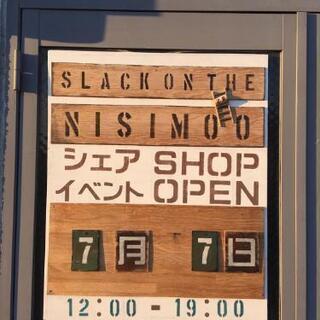 SLACK ON THE
NISIMOO
シェア SHOP
イベント OPEN
7月 7日
12:00 - 19:00